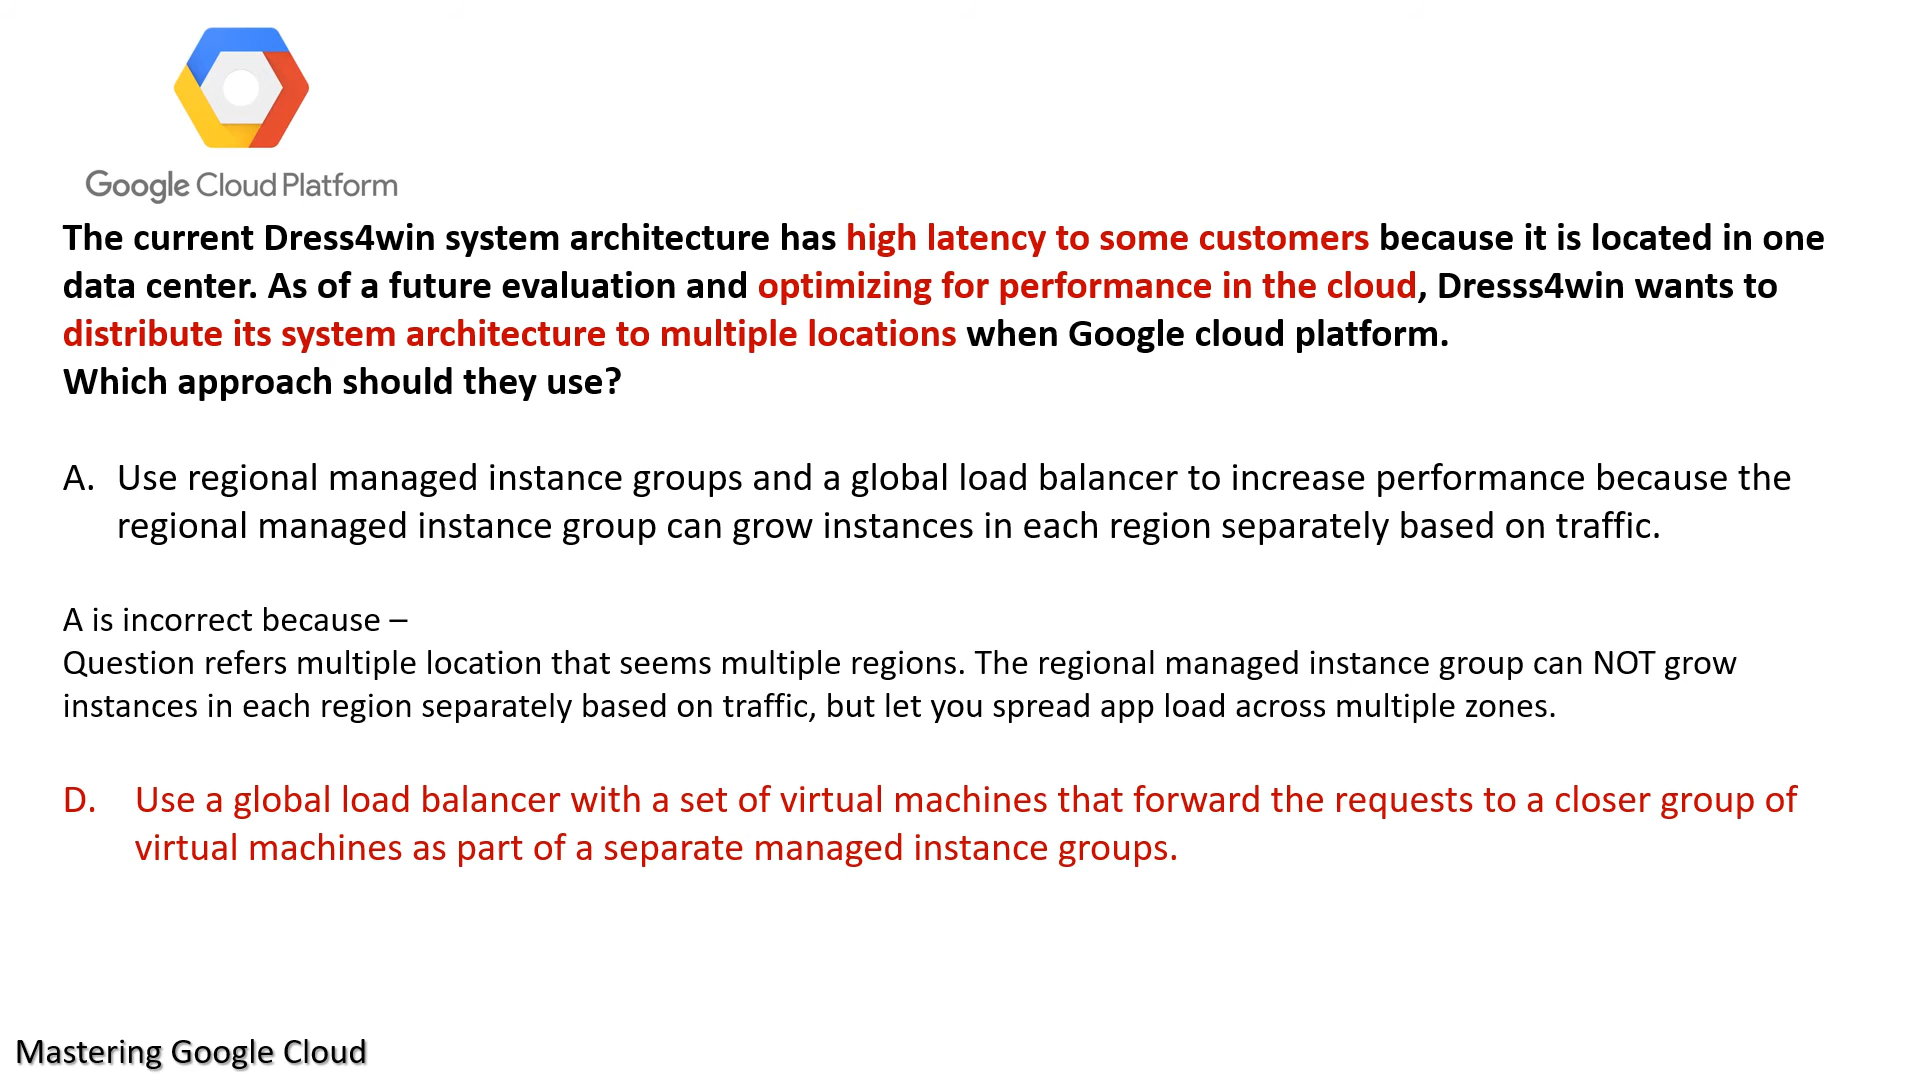 Google Cloud Platform
The current Dress4win system architecture has high latency to some customers because it is located in one
data center. As of a future evaluation and optimizing for performance in the cloud, Dresss4win wants to
distribute its system architecture to multiple locations when Google cloud platform.
Which approach should they use?
A. Use regional managed instance groups and a global load balancer to increase performance because the
regional managed instance group can grow instances in each region separately based on traffic.
A is incorrect because –
Question refers multiple location that seems multiple regions. The regional managed instance group can NOT grow
instances in each region separately based on traffic, but let you spread app load across multiple zones.
D. Use a global load balancer with a set of virtual machines that forward the requests to a closer group of
virtual machines as part of a separate managed instance groups.
Mastering Google Cloud